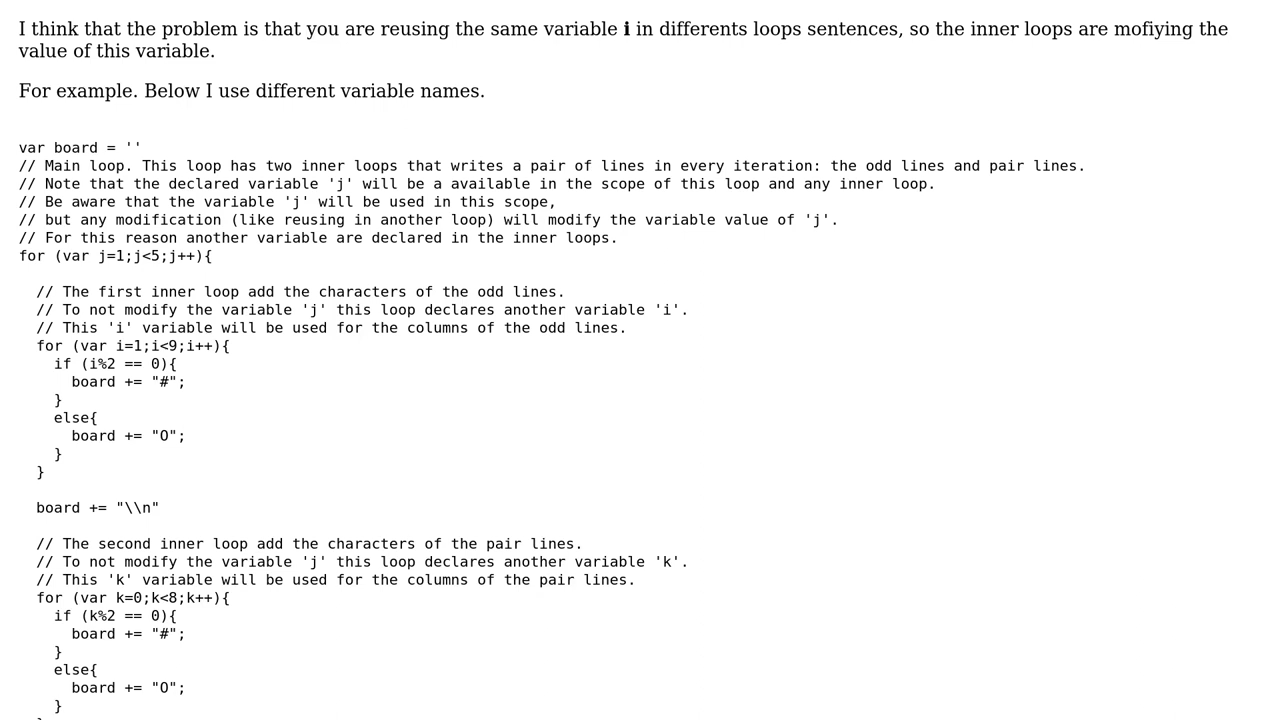 I think that the problem is that you are reusing the same variable i in differents loops sentences, so the inner loops are mofiying the
value of this variable.
For example. Below I use different variable names.
var board = ''
// Main loop. This loop has two inner loops that writes a pair of lines in every iteration: the odd lines and pair lines.
// Note that the declared variable 'j' will be a available in the scope of this loop and any inner loop.
// Be aware that the variable 'j' will be used in this scope,
// but any modification (like reusing in another loop) will modify the variable value of 'j'.
// For this reason another variable are declared in the inner loops.
for (var j=1;j<5;j++){
  // The first inner loop add the characters of the odd lines.
  // To not modify the variable 'j' this loop declares another variable 'i'.
  // This 'i' variable will be used for the columns of the odd lines.
  for (var i=1;i<9;i++){
    if (i%2 == 0){
      board += "#";
    }
    else{
      board += "O";
    }
  }
  board += "\\n"
  // The second inner loop add the characters of the pair lines.
  // To not modify the variable 'j' this loop declares another variable 'k'.
  // This 'k' variable will be used for the columns of the pair lines.
  for (var k=0;k<8;k++){
    if (k%2 == 0){
      board += "#";
    }
    else{
      board += "O";
    }